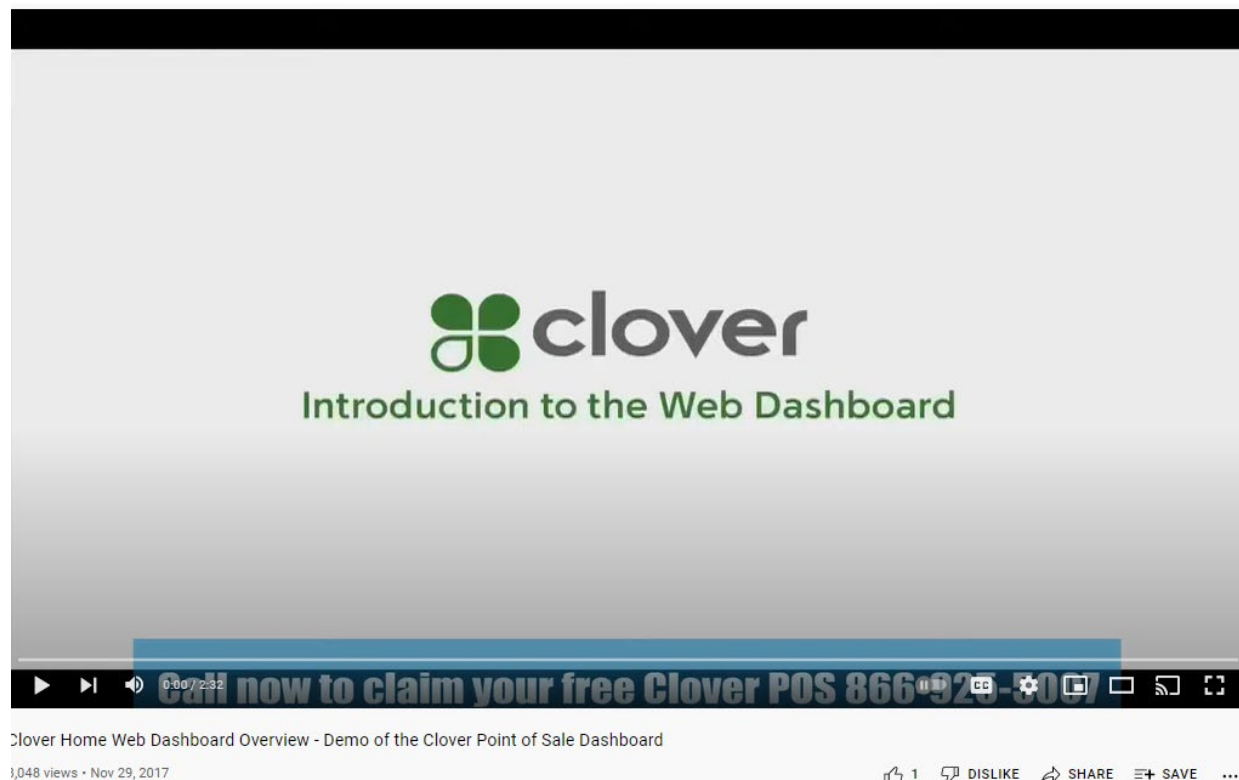 clover
Introduction to the Web Dashboard
Call now to claim your free Clover POS
0:00 / 2:32
CC
Home Web Dashboard Overview - Demo of the Clover Point of Sale Dashboard
views • Nov 29, 2017
1 DISLIKE SHARE SAVE ...